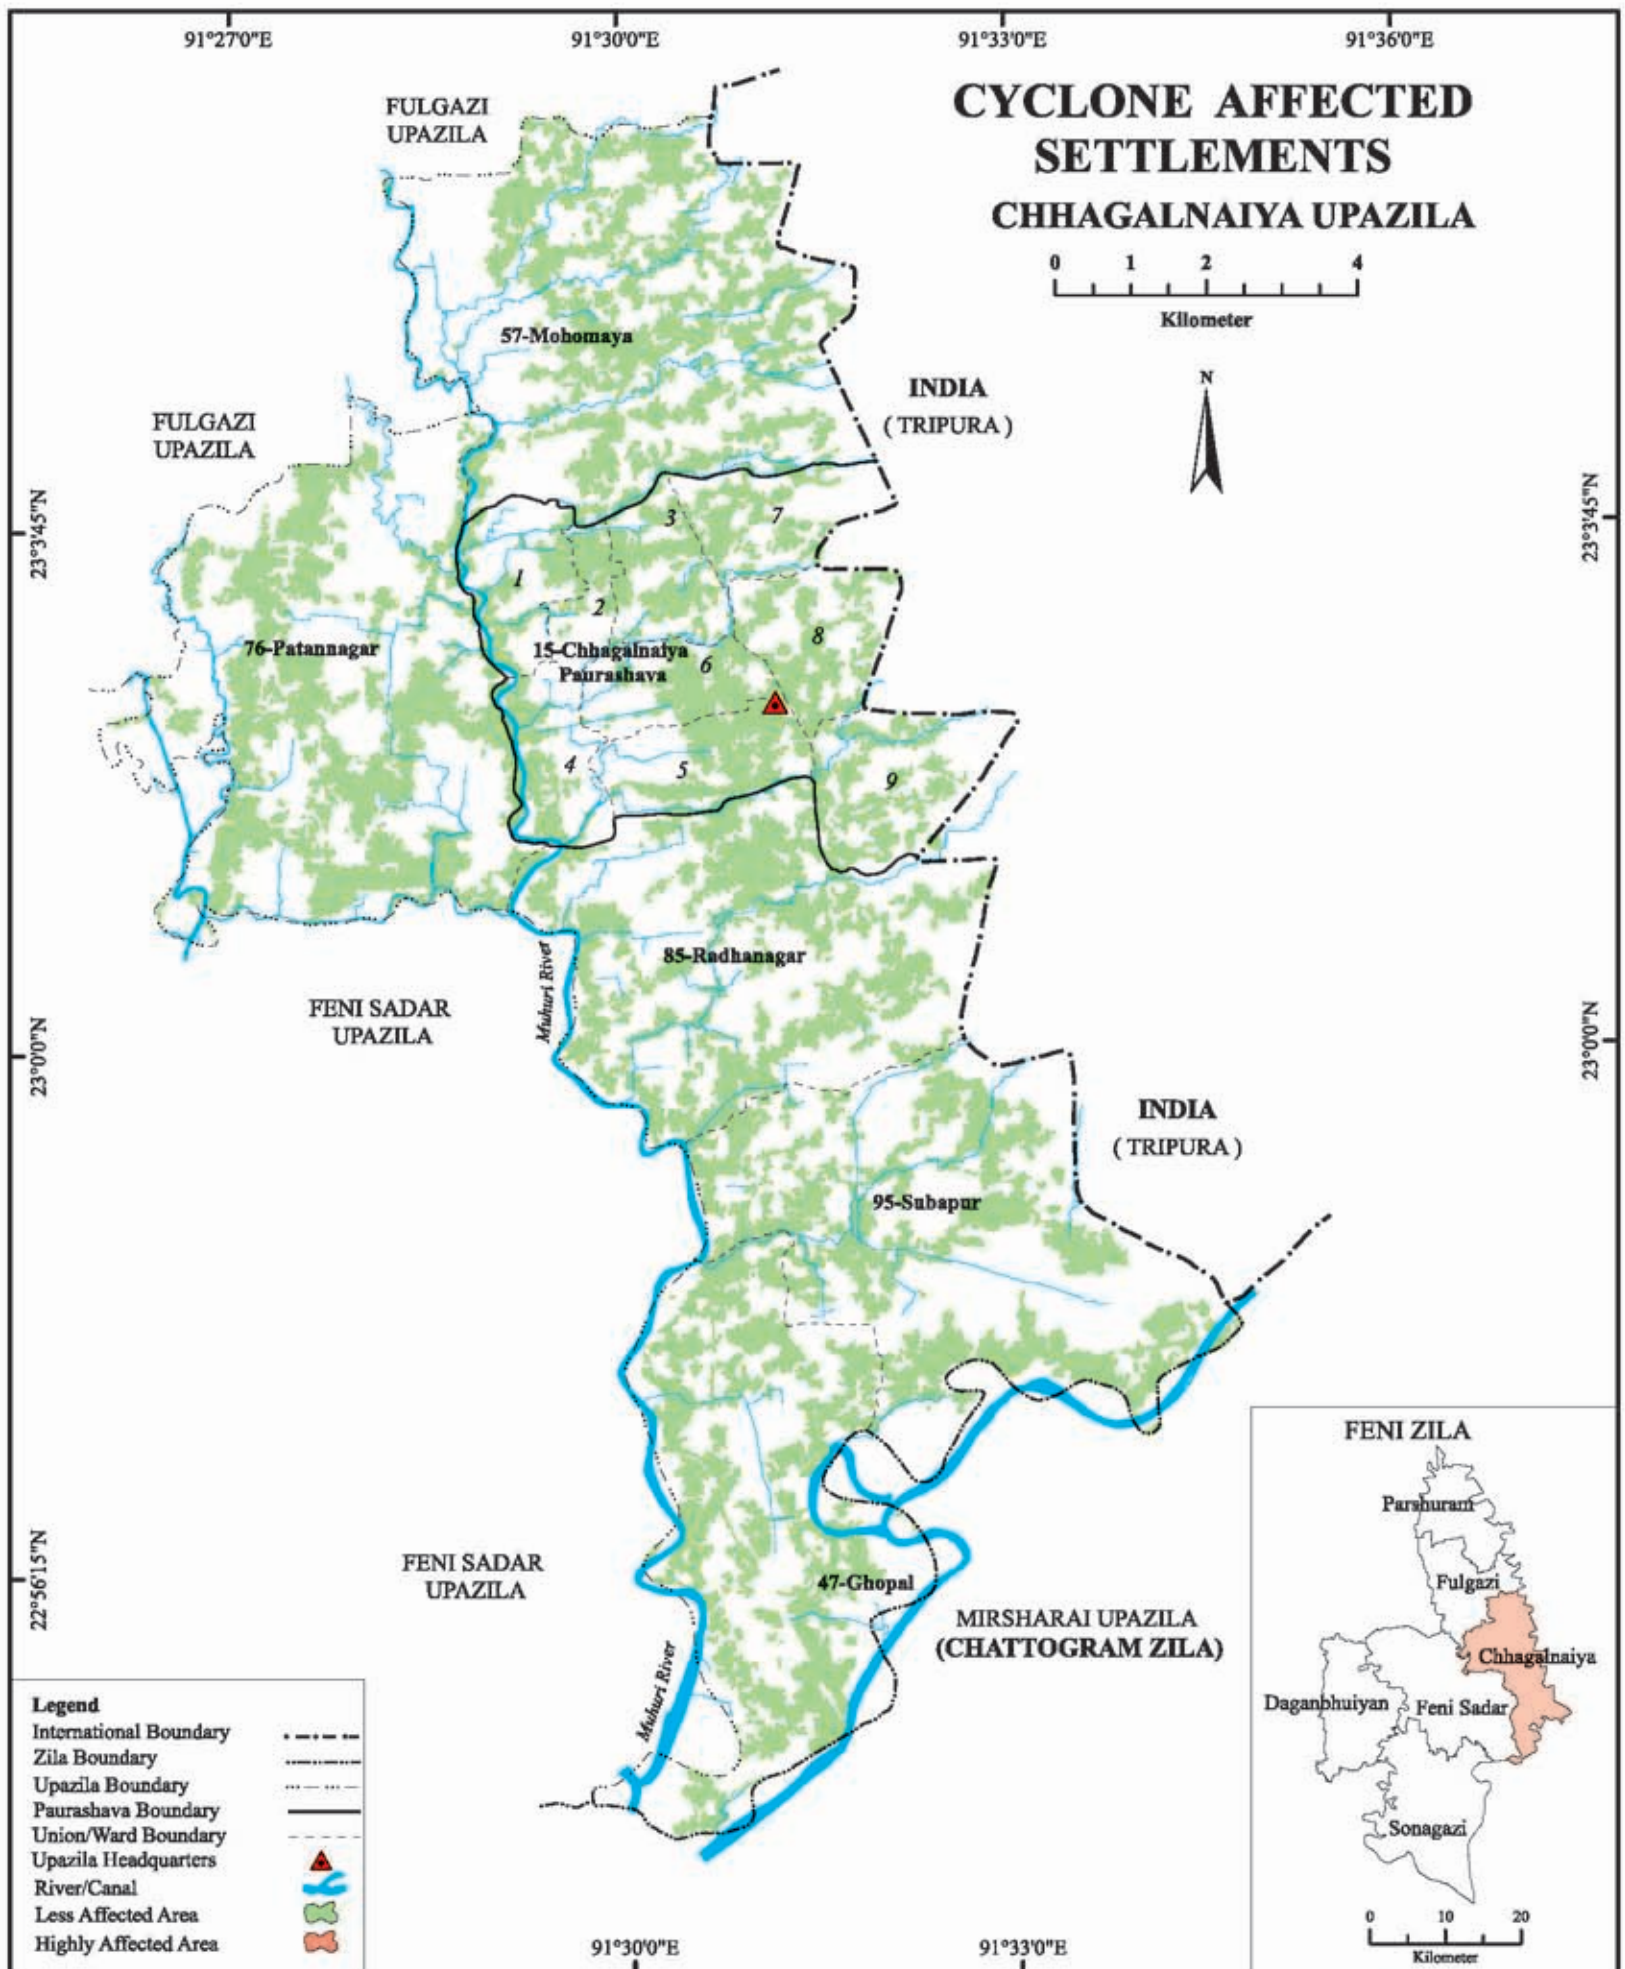 91°27'0"E
91°30'0"E
91°33'0"E
91°36'0"E
CYCLONE AFFECTED
SETTLEMENTS
CHHAGALNAIYA UPAZILA
0 1 2 4
Kilometer
N
FULGAZI
UPAZILA
57-Mohomaya
INDIA
( TRIPURA )
FULGAZI
UPAZILA
23°3'45"N
23°3'45"N
3
7
1
2
8
76-Patannagar
15-Chhagalnaiya
Paurashava
6
4
5
9
85-Radhanagar
Muhuri River
FENI SADAR
UPAZILA
23°0'0"N
23°0'0"N
INDIA
( TRIPURA )
95-Subapur
FENI SADAR
UPAZILA
22°56'15"N
47-Ghopal
MIRSHARAI UPAZILA
(CHATTOGRAM ZILA)
Muhuri River
Legend
International Boundary
Zila Boundary
Upazila Boundary
Paurashava Boundary
Union/Ward Boundary
Upazila Headquarters
River/Canal
Less Affected Area
Highly Affected Area
FENI ZILA
Parshuram
Fulgazi
Chhagalnaiya
Daganbhuiyan
Feni Sadar
Sonagazi
0 10 20
Kilometer
91°30'0"E
91°33'0"E